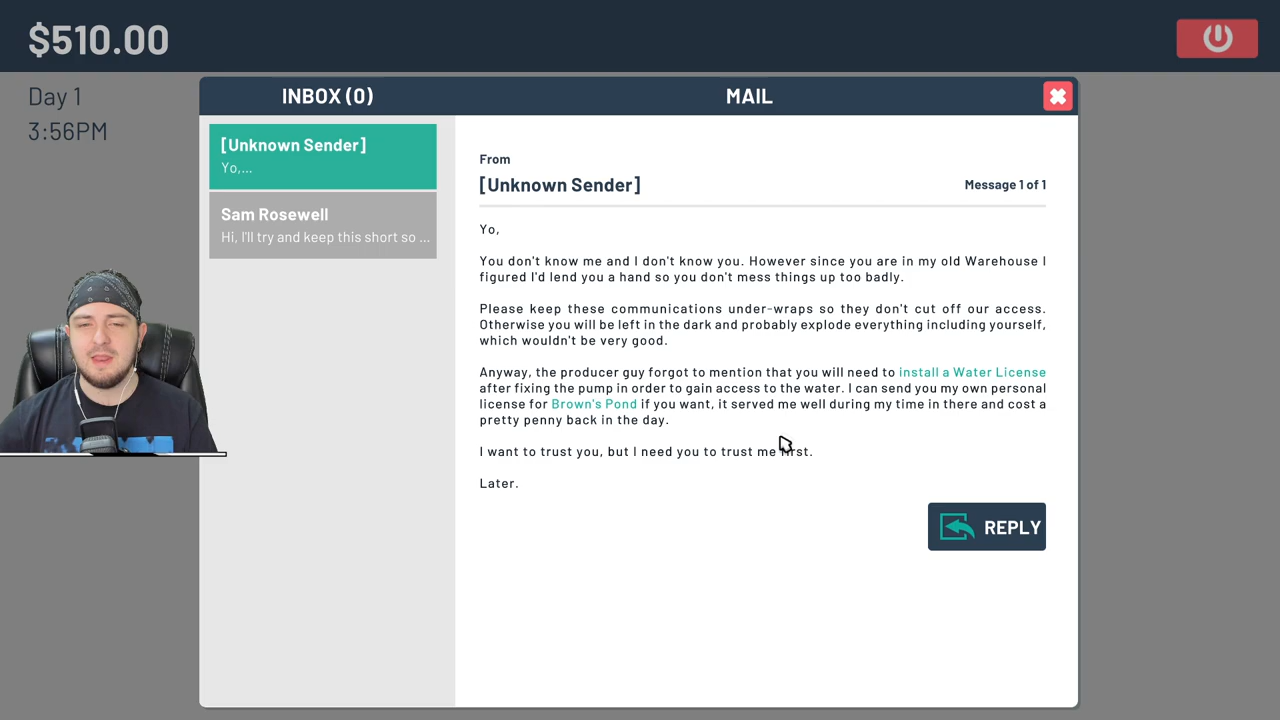 $510.00
Day 1
3:56PM
INBOX (0)
MAIL
[Unknown Sender]
Yo,...
Sam Rosewell
Hi, I'll try and keep this short so ...
From
[Unknown Sender]
Message 1 of 1
Yo,
You don't know me and I don't know you. However since you are in my old Warehouse I
figured I'd lend you a hand so you don't mess things up too badly.
Please keep these communications under-wraps so they don't cut off our access.
Otherwise you will be left in the dark and probably explode everything including yourself,
which wouldn't be very good.
Anyway, the producer guy forgot to mention that you will need to install a Water License
after fixing the pump in order to gain access to the water. I can send you my own personal
license for Brown's Pond if you want, it served me well during my time in there and cost a
pretty penny back in the day.
I want to trust you, but I need you to trust me first.
Later.
REPLY